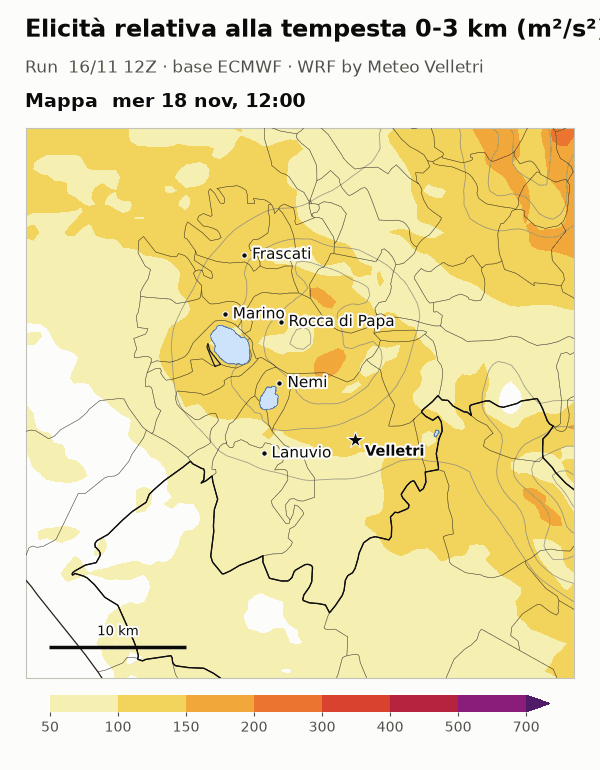 Elicità relativa alla tempesta 0-3 km (m²/s²)
Run  16/11 12Z · base ECMWF · WRF by Meteo Velletri
Mappa  mer 18 nov, 12:00
Frascati
Marino
Rocca di Papa
Nemi
Velletri
Lanuvio
10 km
50 100 150 200 300 400 500 700